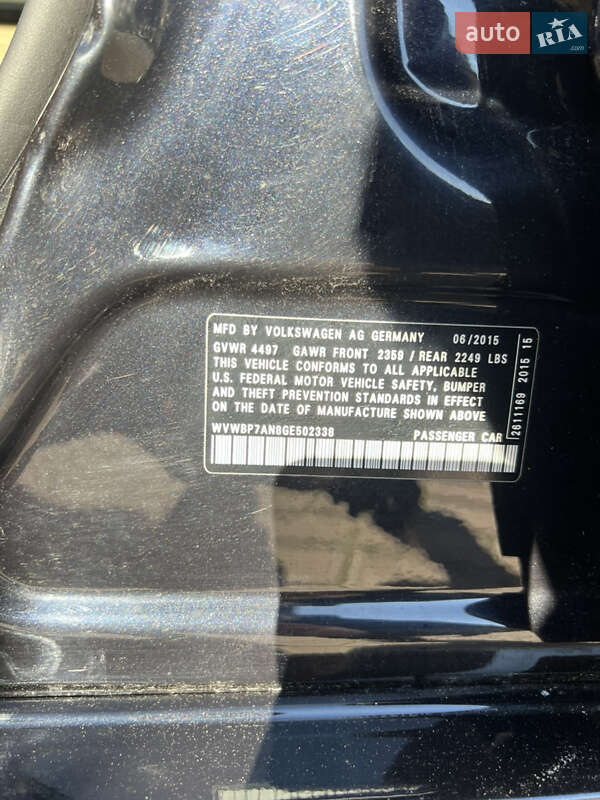 auto RIA
.com
MFD BY VOLKSWAGEN AG GERMANY 06/2015
GVWR 4497 GAWR FRONT 2359 / REAR 2249 LBS
THIS VEHICLE CONFORMS TO ALL APPLICABLE
U.S. FEDERAL MOTOR VEHICLE SAFETY, BUMPER
AND THEFT PREVENTION STANDARDS IN EFFECT
ON THE DATE OF MANUFACTURE SHOWN ABOVE
WVWBP7AN8GE502338 PASSENGER CAR
2611169 2015 15